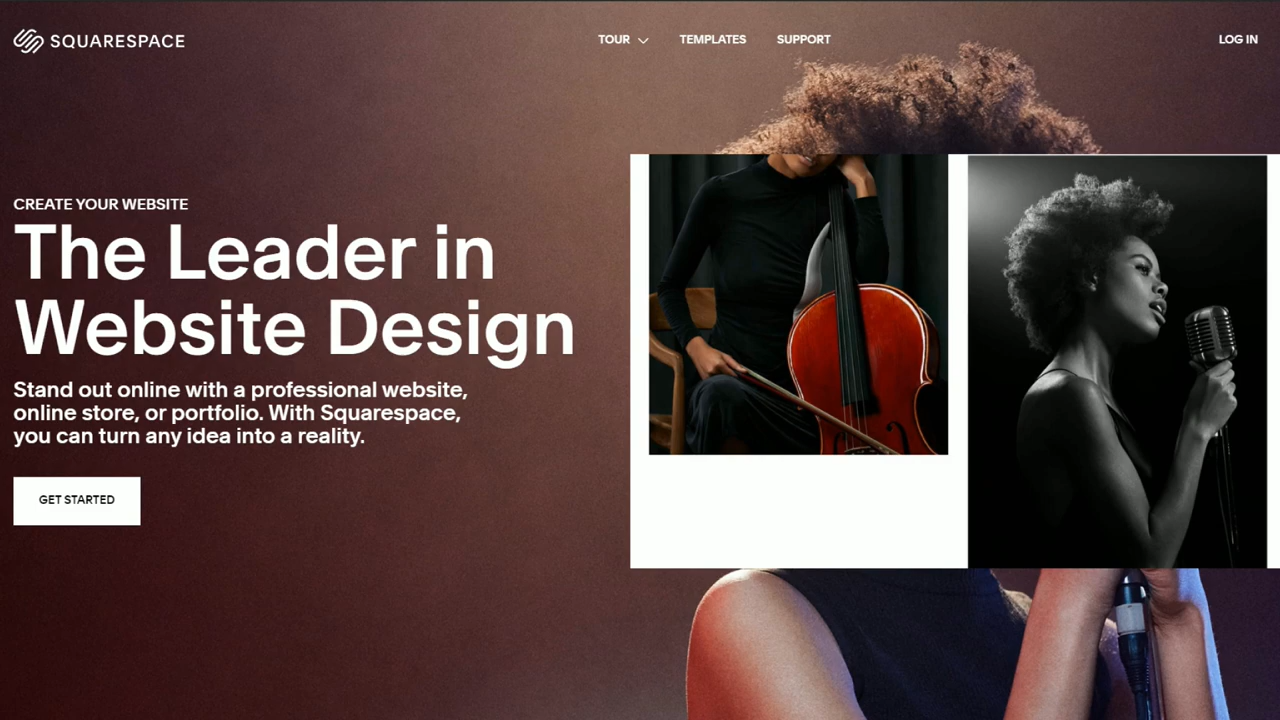 SQUARESPACE
TOUR
TEMPLATES
SUPPORT
LOG IN
CREATE YOUR WEBSITE
The Leader in
Website Design
Stand out online with a professional website,
online store, or portfolio. With Squarespace,
you can turn any idea into a reality.
GET STARTED